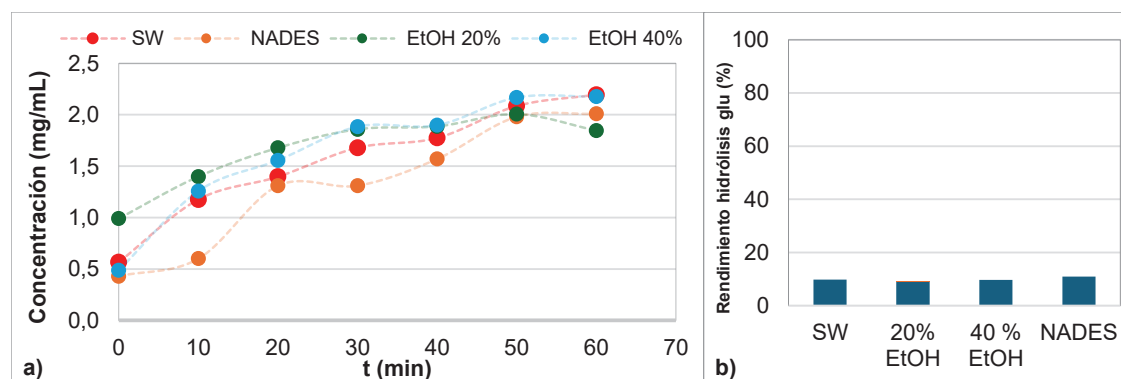 SW NADES EtOH 20% EtOH 40%
Concentración (mg/mL)
2,5
2,0
1,5
1,0
0,5
0,0
0 10 20 30 40 50 60 70
a)
t (min)
Rendimiento hidrólisis glu (%)
100
80
60
40
20
0
SW 20% EtOH 40 % EtOH NADES
b)